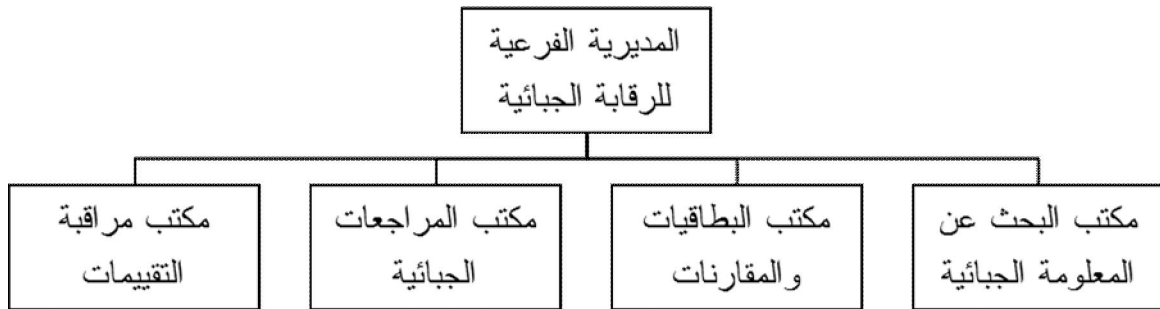 المديرية الفرعية
للرقابة الجبائية
مكتب البحث عن
المعلومة الجبائية
مكتب البطاقيات
والمقارنات
مكتب المراجعات
الجبائية
مكتب مراقبة
التقييمات